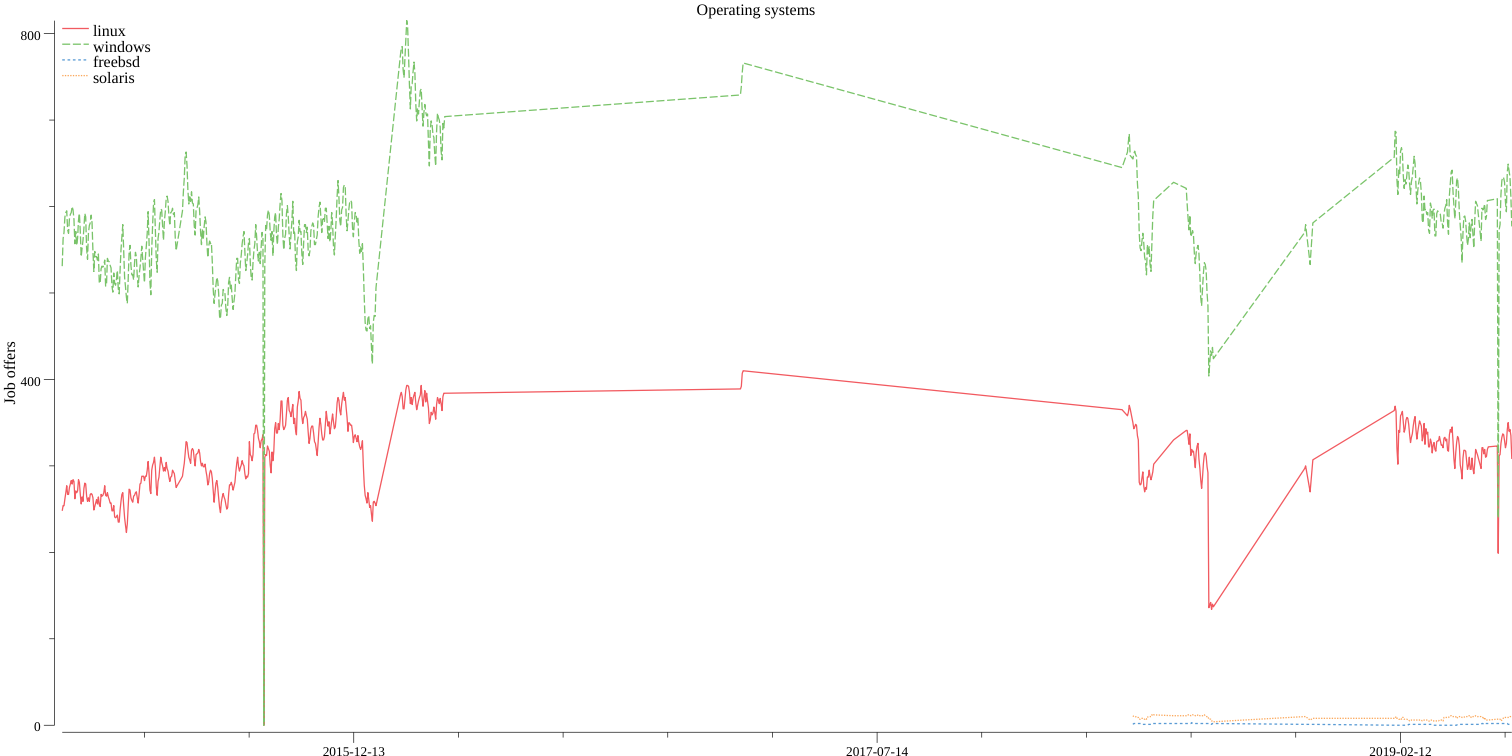 Operating systems
linux
windows
freebsd
solaris
800
400
0
Job offers
2015-12-13
2017-07-14
2019-02-12